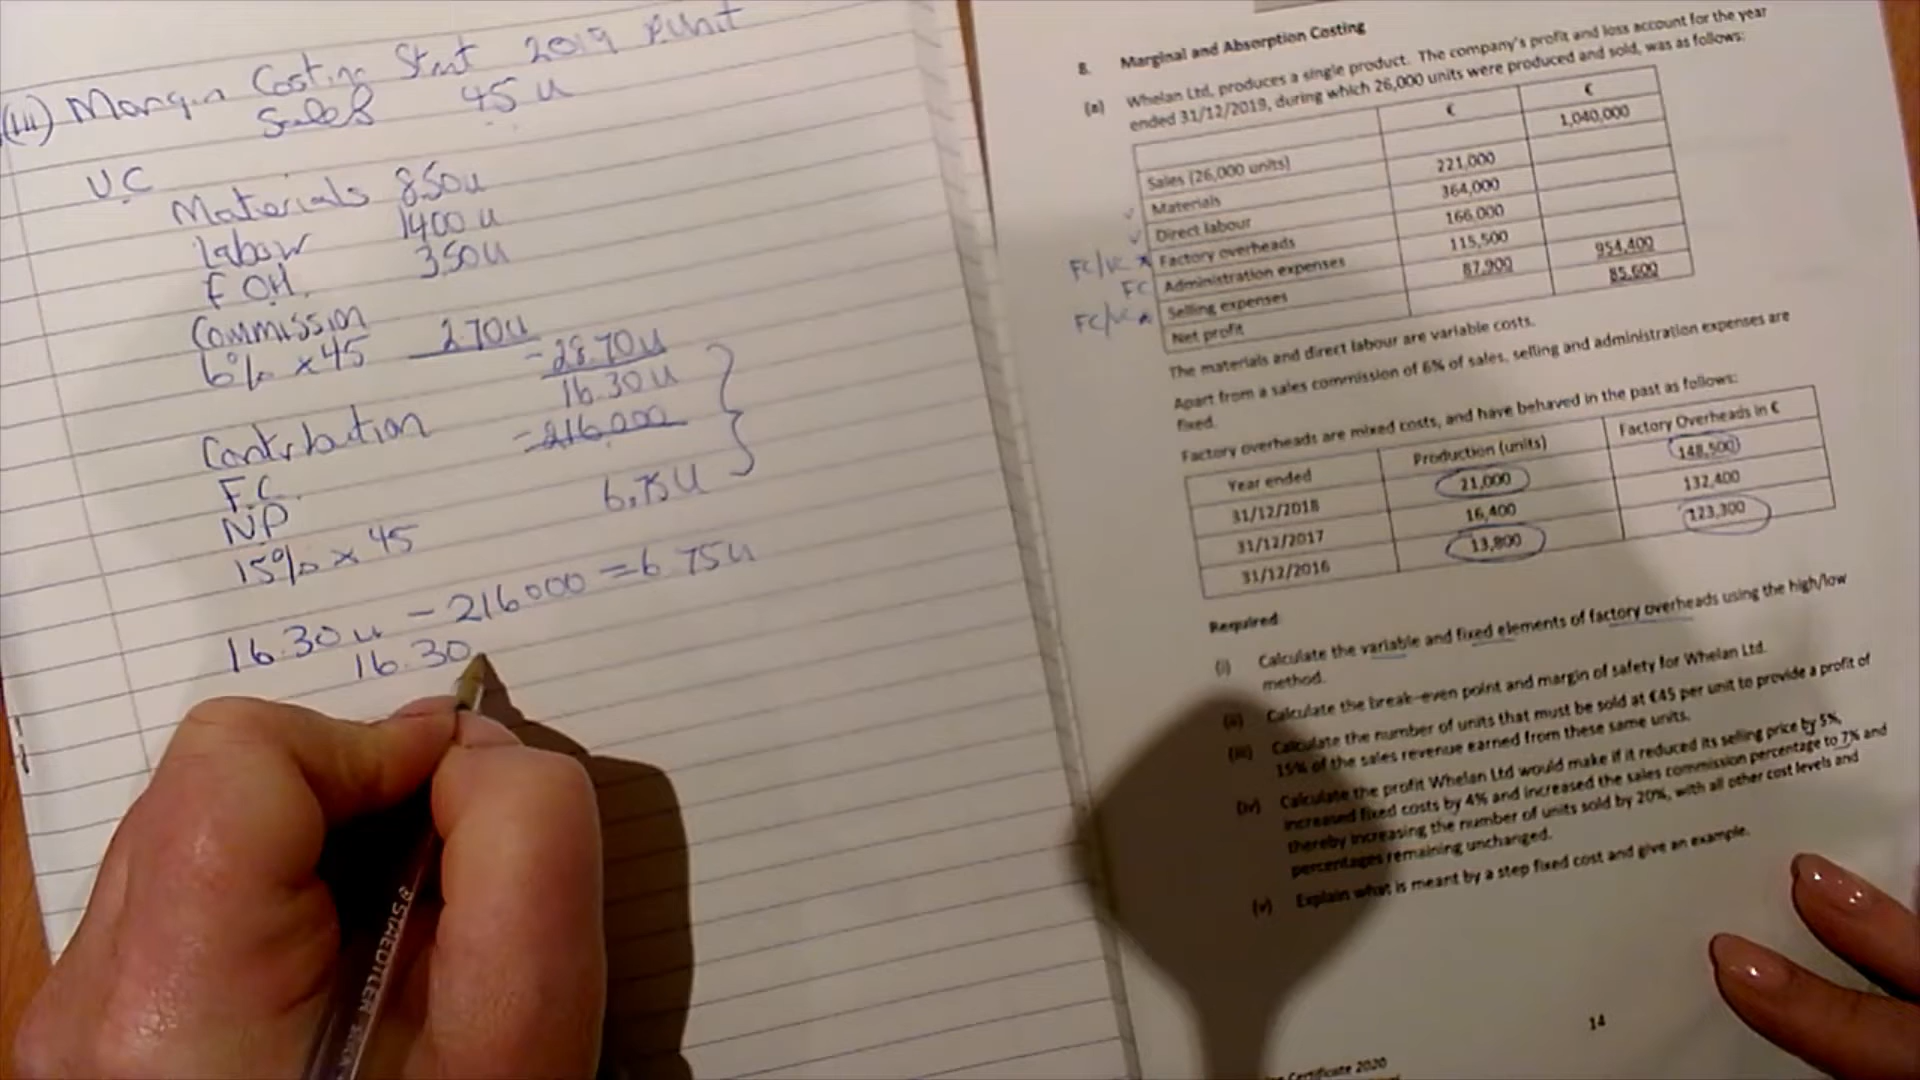 (iii) Margin Costing Stmt 2019 P.Unit
Sales 45 u
V.C
Materials 8.50u
labour 14.00 u
F OH. 3.50u
Commission
6% x 45 2.70u - 28.70u
16.30u
Contribution
F.C. - 216,000
NP
15% x 45 6.75u
16.30u - 216000 = 6.75u
16.30
STAEDTLER
8. Marginal and Absorption Costing
(a) Whelan Ltd, produces a single product. The company's profit and loss account for the year
ended 31/12/2019, during which 26,000 units were produced and sold, was as follows:
€ €
Sales (26,000 units) 1,040,000
Materials 221,000
Direct labour 364,000
FC/VC Factory overheads 166,000
FC Administration expenses 115,500
FC/VC Selling expenses 87,900 954,400
Net profit 85,600
The materials and direct labour are variable costs.
Apart from a sales commission of 6% of sales, selling and administration expenses are
fixed.
Factory overheads are mixed costs, and have behaved in the past as follows:
Year ended Production (units) Factory Overheads in €
31/12/2018 21,000 148,500
31/12/2017 16,400 132,400
31/12/2016 13,800 123,300
Required
(i) Calculate the variable and fixed elements of factory overheads using the high/low
method.
(ii) Calculate the break-even point and margin of safety for Whelan Ltd.
(iii) Calculate the number of units that must be sold at €45 per unit to provide a profit of
15% of the sales revenue earned from these same units.
(iv) Calculate the profit Whelan Ltd would make if it reduced its selling price by 5%,
increased fixed costs by 4% and increased the sales commission percentage to 7% and
thereby increasing the number of units sold by 20%, with all other cost levels and
percentages remaining unchanged.
(v) Explain what is meant by a step fixed cost and give an example.
14
Certificate 2020